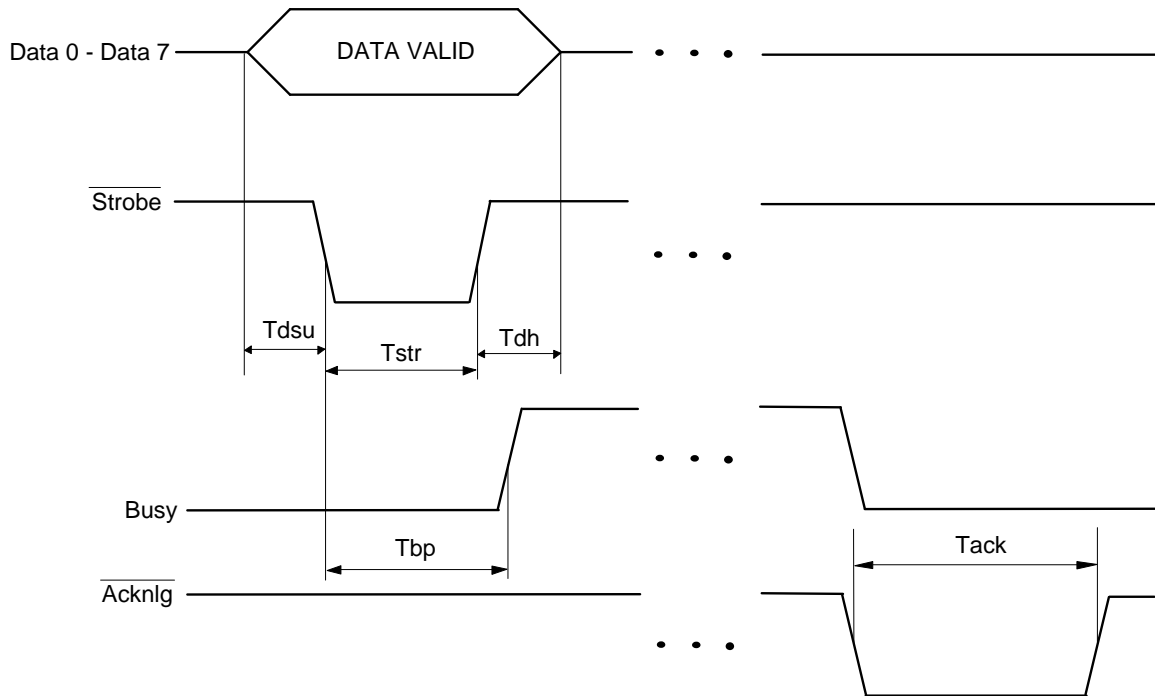 Data 0 - Data 7
DATA VALID
Strobe
Tdsu
Tstr
Tdh
Busy
Tbp
Tack
Acknlg